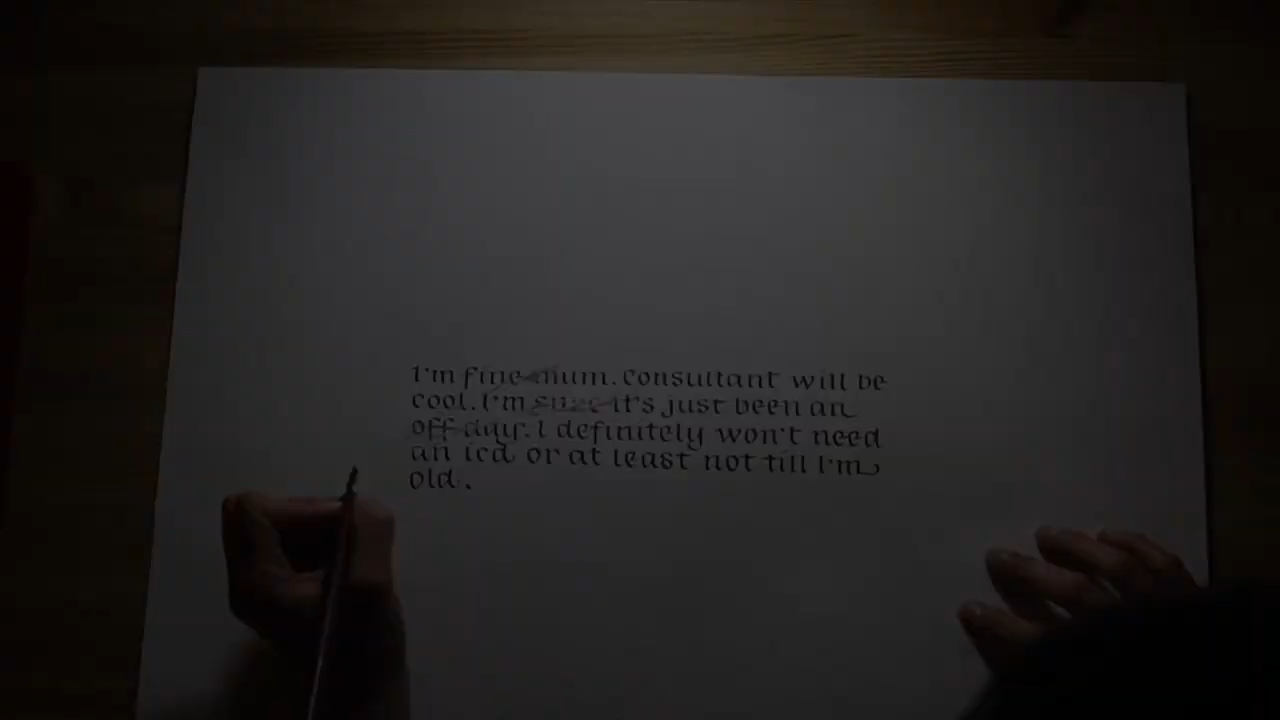 I'm fine mum. Consultant will be
cool. I'm sure it's just been an
off day. I definitely won't need
an icd or at least not till I'm
old.